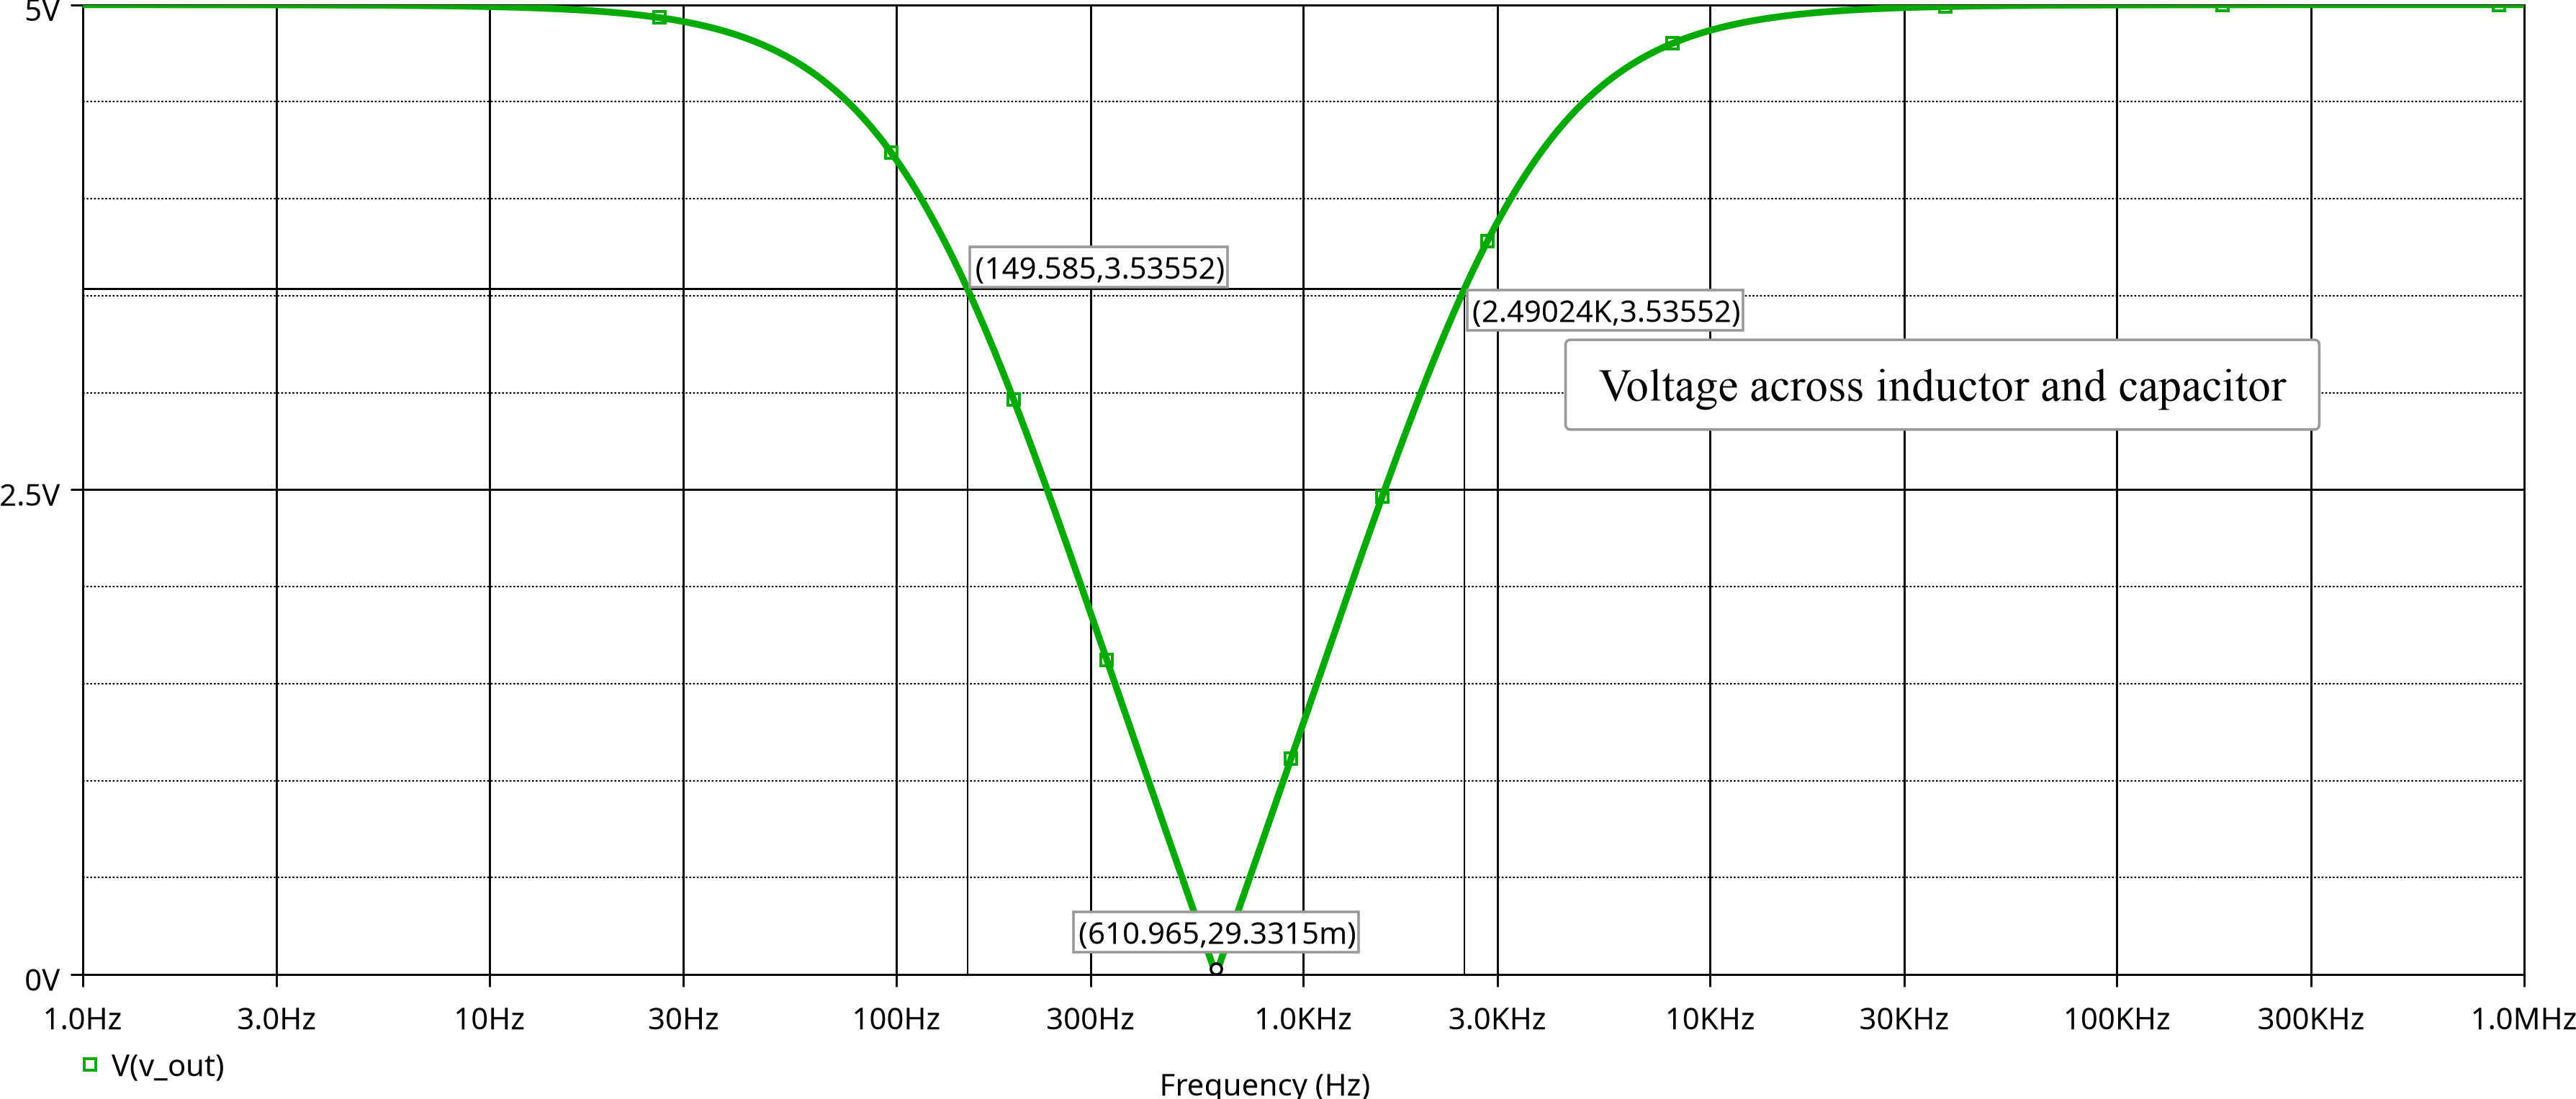 5V
(149.585,3.53552)
(2.49024K,3.53552)
Voltage across inductor and capacitor
2.5V
(610.965,29.3315m)
0V
1.0Hz 3.0Hz 10Hz 30Hz 100Hz 300Hz 1.0KHz 3.0KHz 10KHz 30KHz 100KHz 300KHz 1.0MHz
V(v_out)
Frequency (Hz)